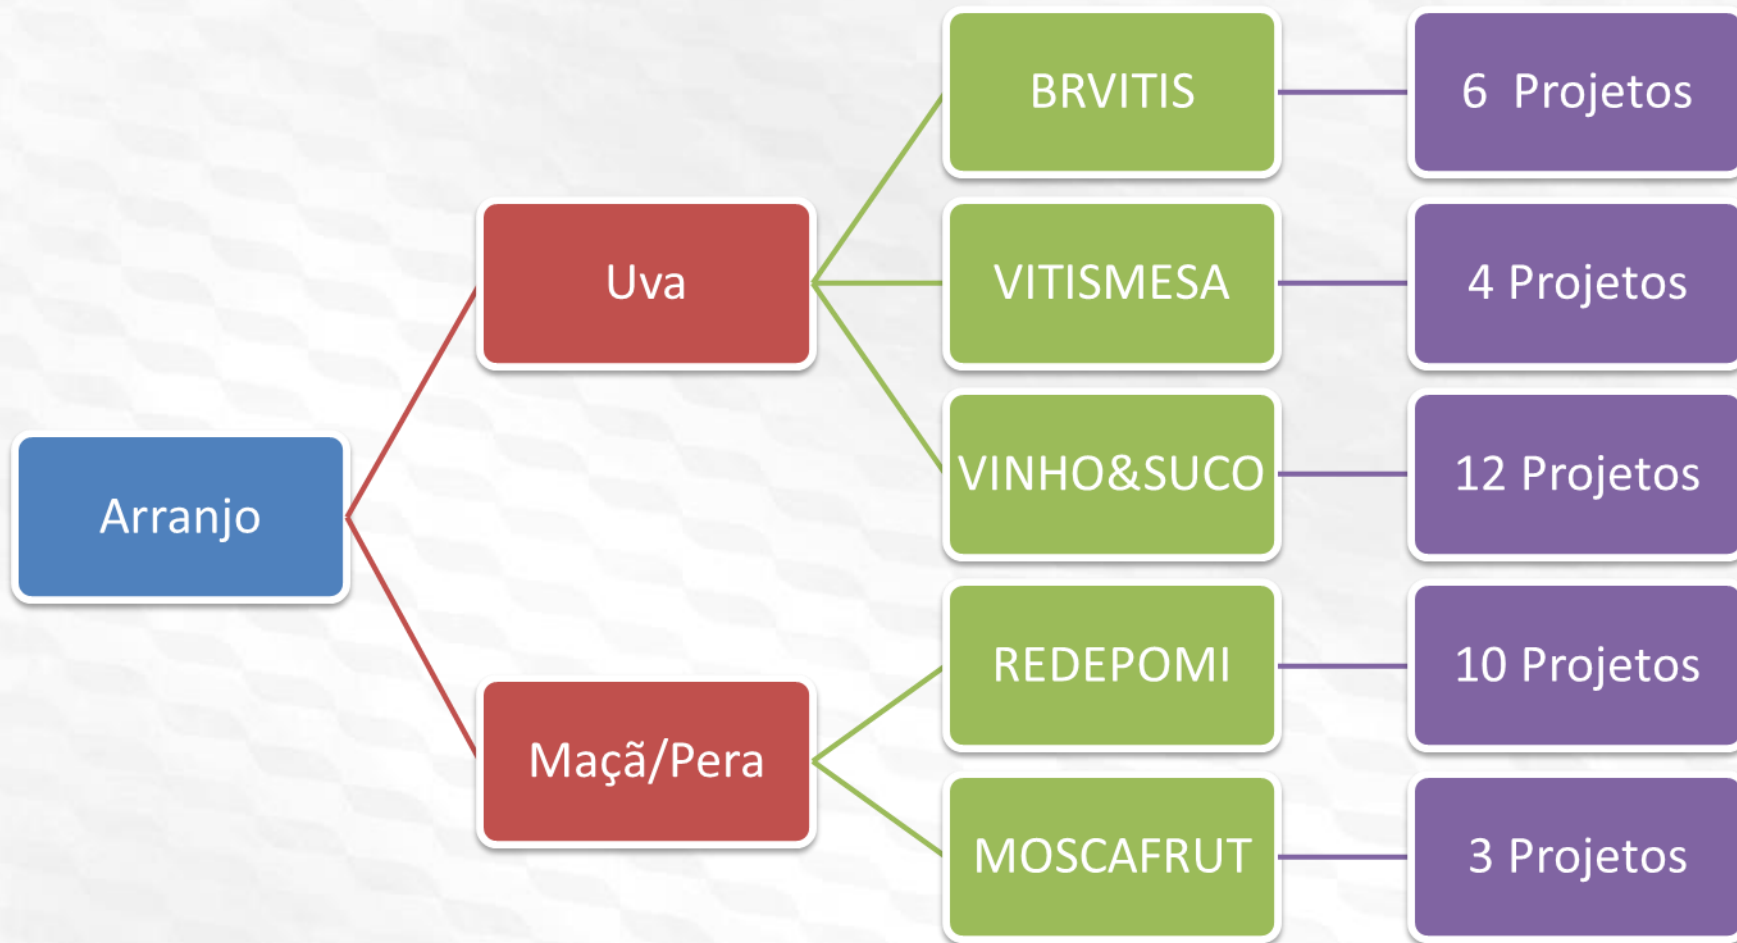 Arranjo
Uva
BRVITIS
6 Projetos
VITISMESA
4 Projetos
VINHO&SUCO
12 Projetos
Maçã/Pera
REDEPOMI
10 Projetos
MOSCAFRUT
3 Projetos